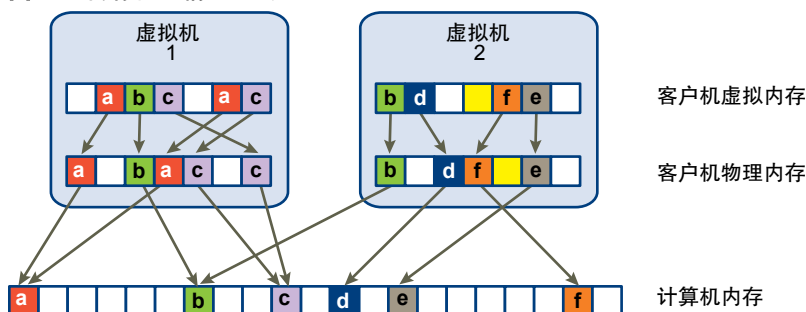 虚拟机
1
虚拟机
2
a b c a c
b d f e
客户机虚拟内存
a b a c c
b d f e
客户机物理内存
a b c d e f
计算机内存